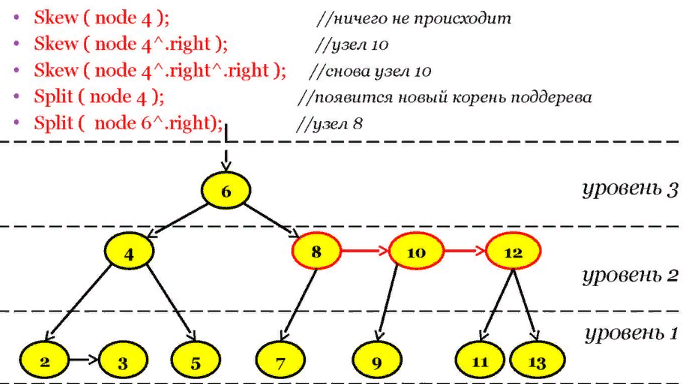 • Skew ( node 4 ); //ничего не происходит
• Skew ( node 4^.right ); //узел 10
• Skew ( node 4^.right^.right ); //снова узел 10
• Split ( node 4 ); //появится новый корень поддерева
• Split ( node 6^.right); //узел 8
6 уровень 3
4 8 10 12
уровень 2
уровень 1
2 3 5 7 9 11 13